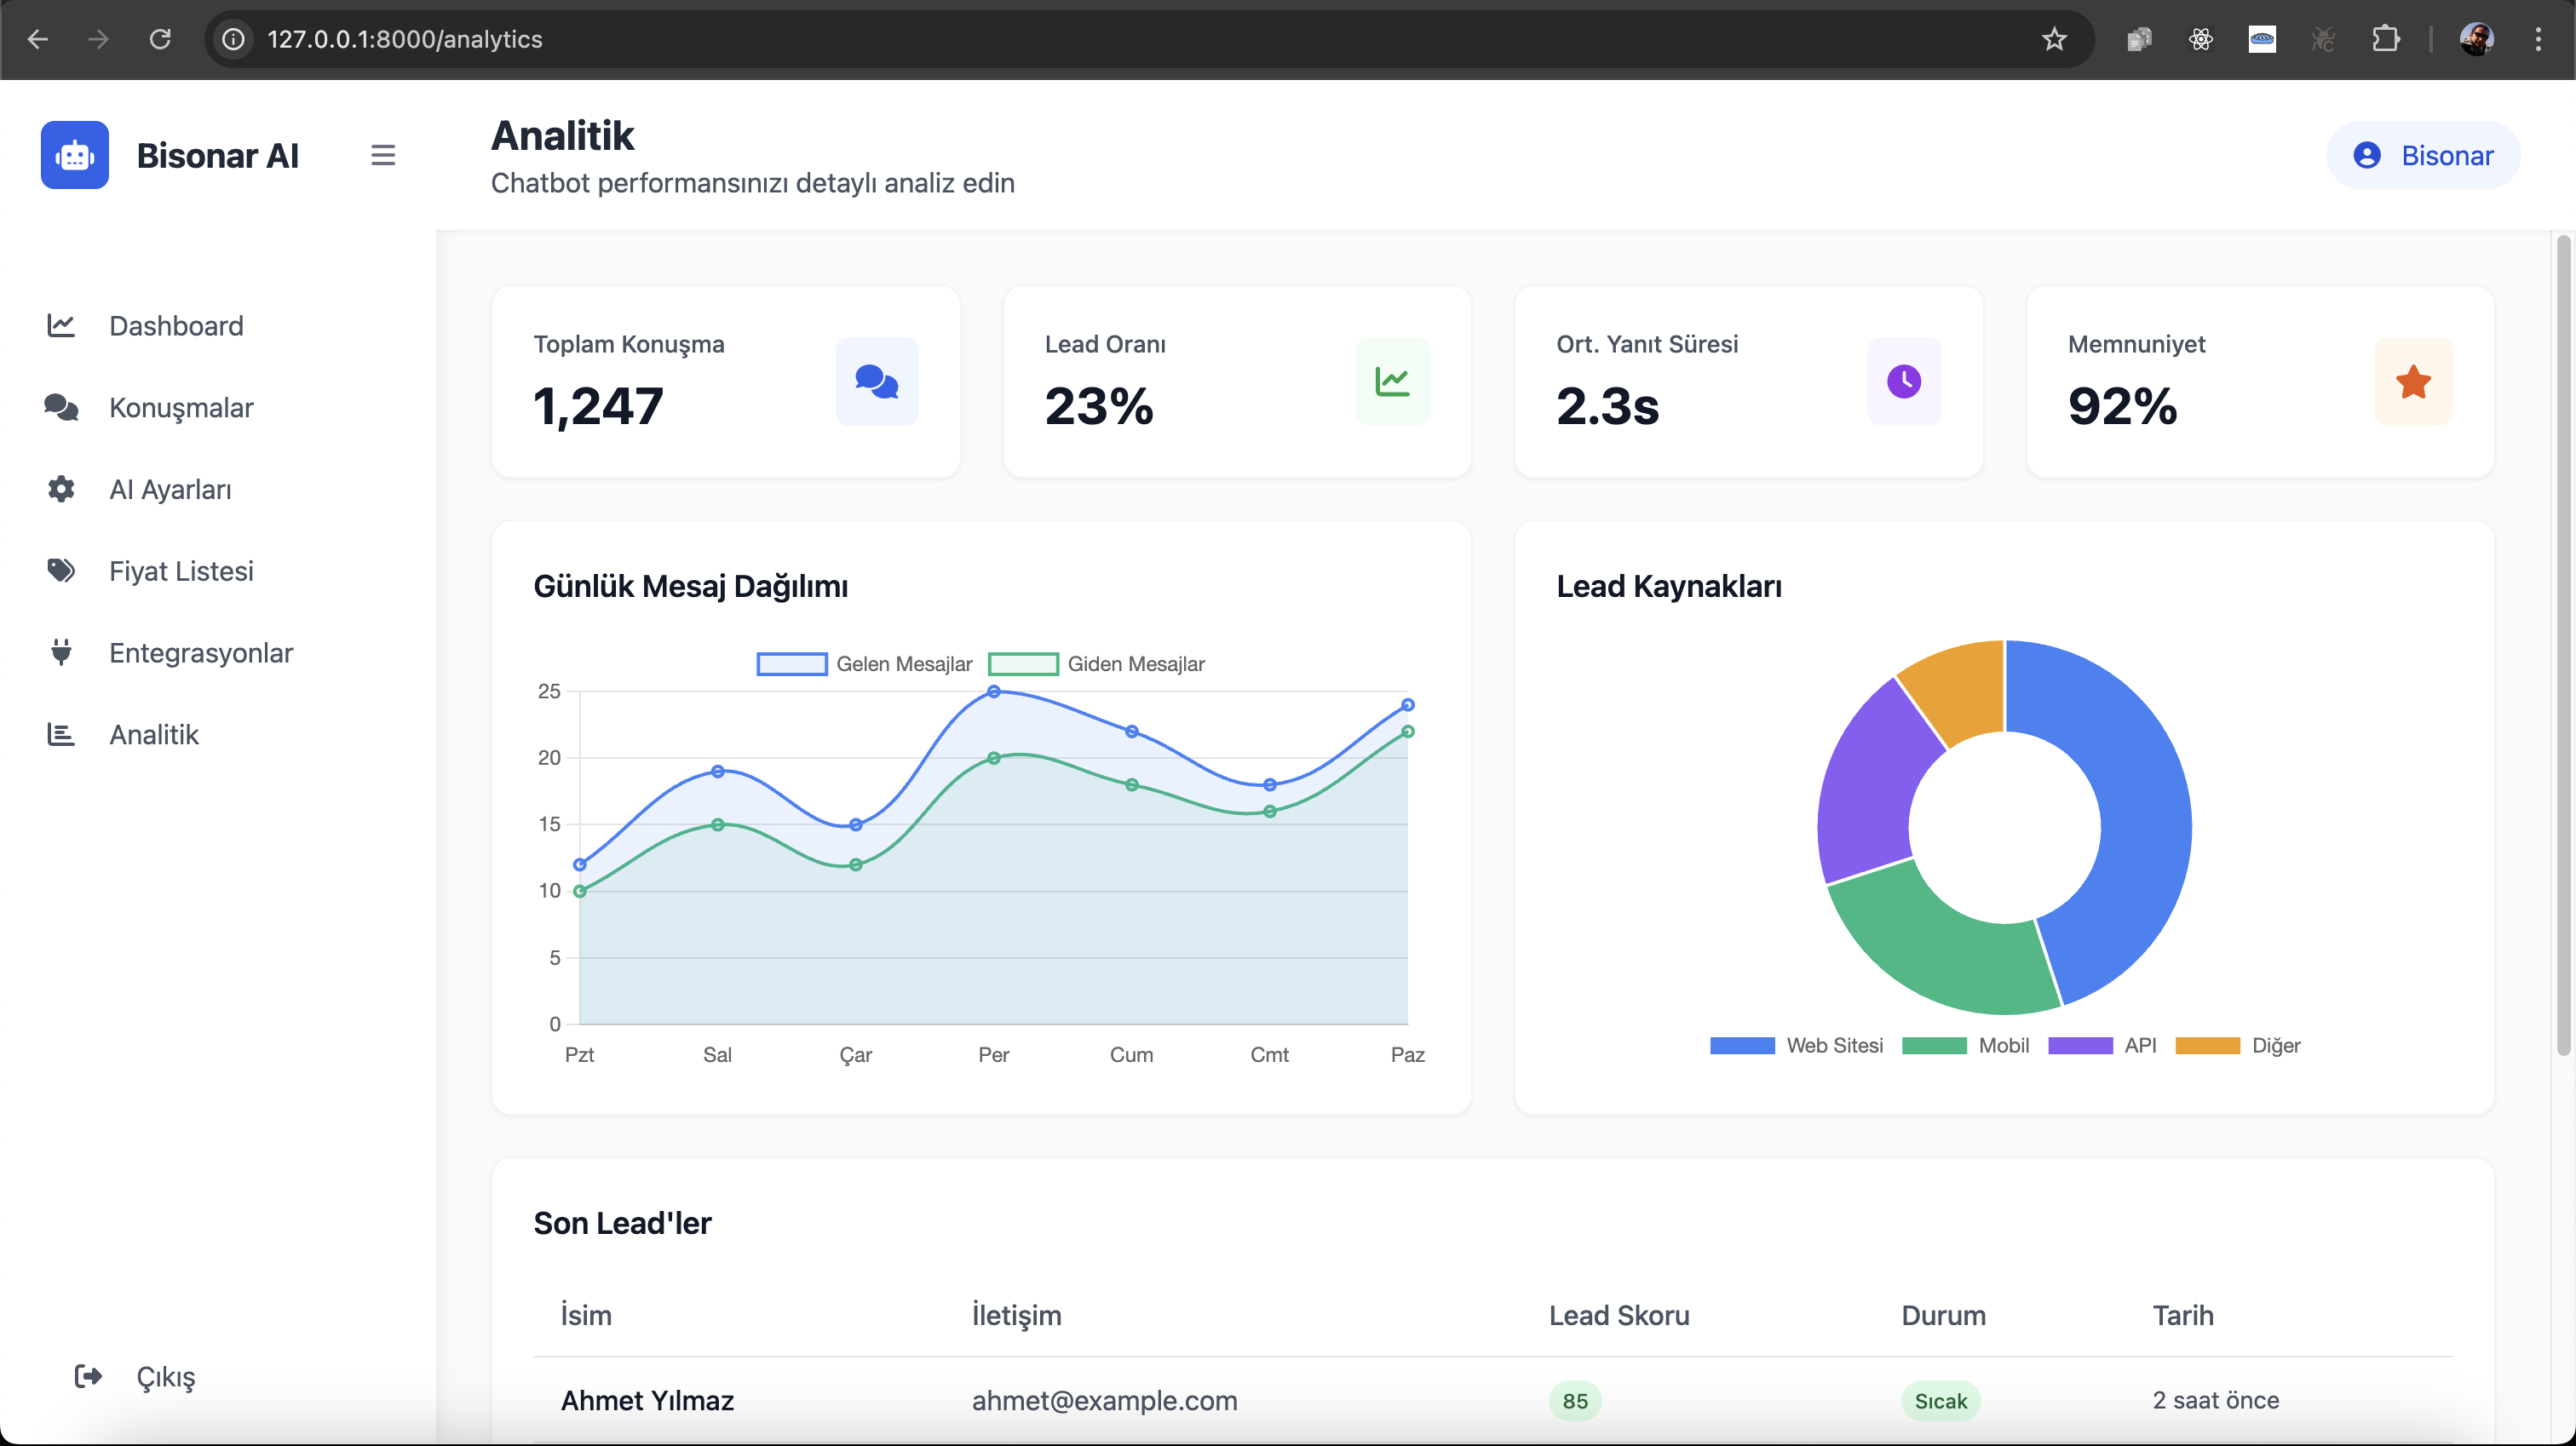 127.0.0.1:8000/analytics
Bisonar AI
Analitik
Chatbot performansınızı detaylı analiz edin
Bisonar
Dashboard
Konuşmalar
AI Ayarları
Fiyat Listesi
Entegrasyonlar
Analitik
Çıkış
Toplam Konuşma
1,247
Lead Oranı
23%
Ort. Yanıt Süresi
2.3s
Memnuniyet
92%
Günlük Mesaj Dağılımı
Gelen Mesajlar Giden Mesajlar
25
20
15
10
5
0
Pzt Sal Çar Per Cum Cmt Paz
Lead Kaynakları
Web Sitesi Mobil API Diğer
Son Lead'ler
İsim İletişim Lead Skoru Durum Tarih
Ahmet Yılmaz ahmet@example.com 85 Sıcak 2 saat önce